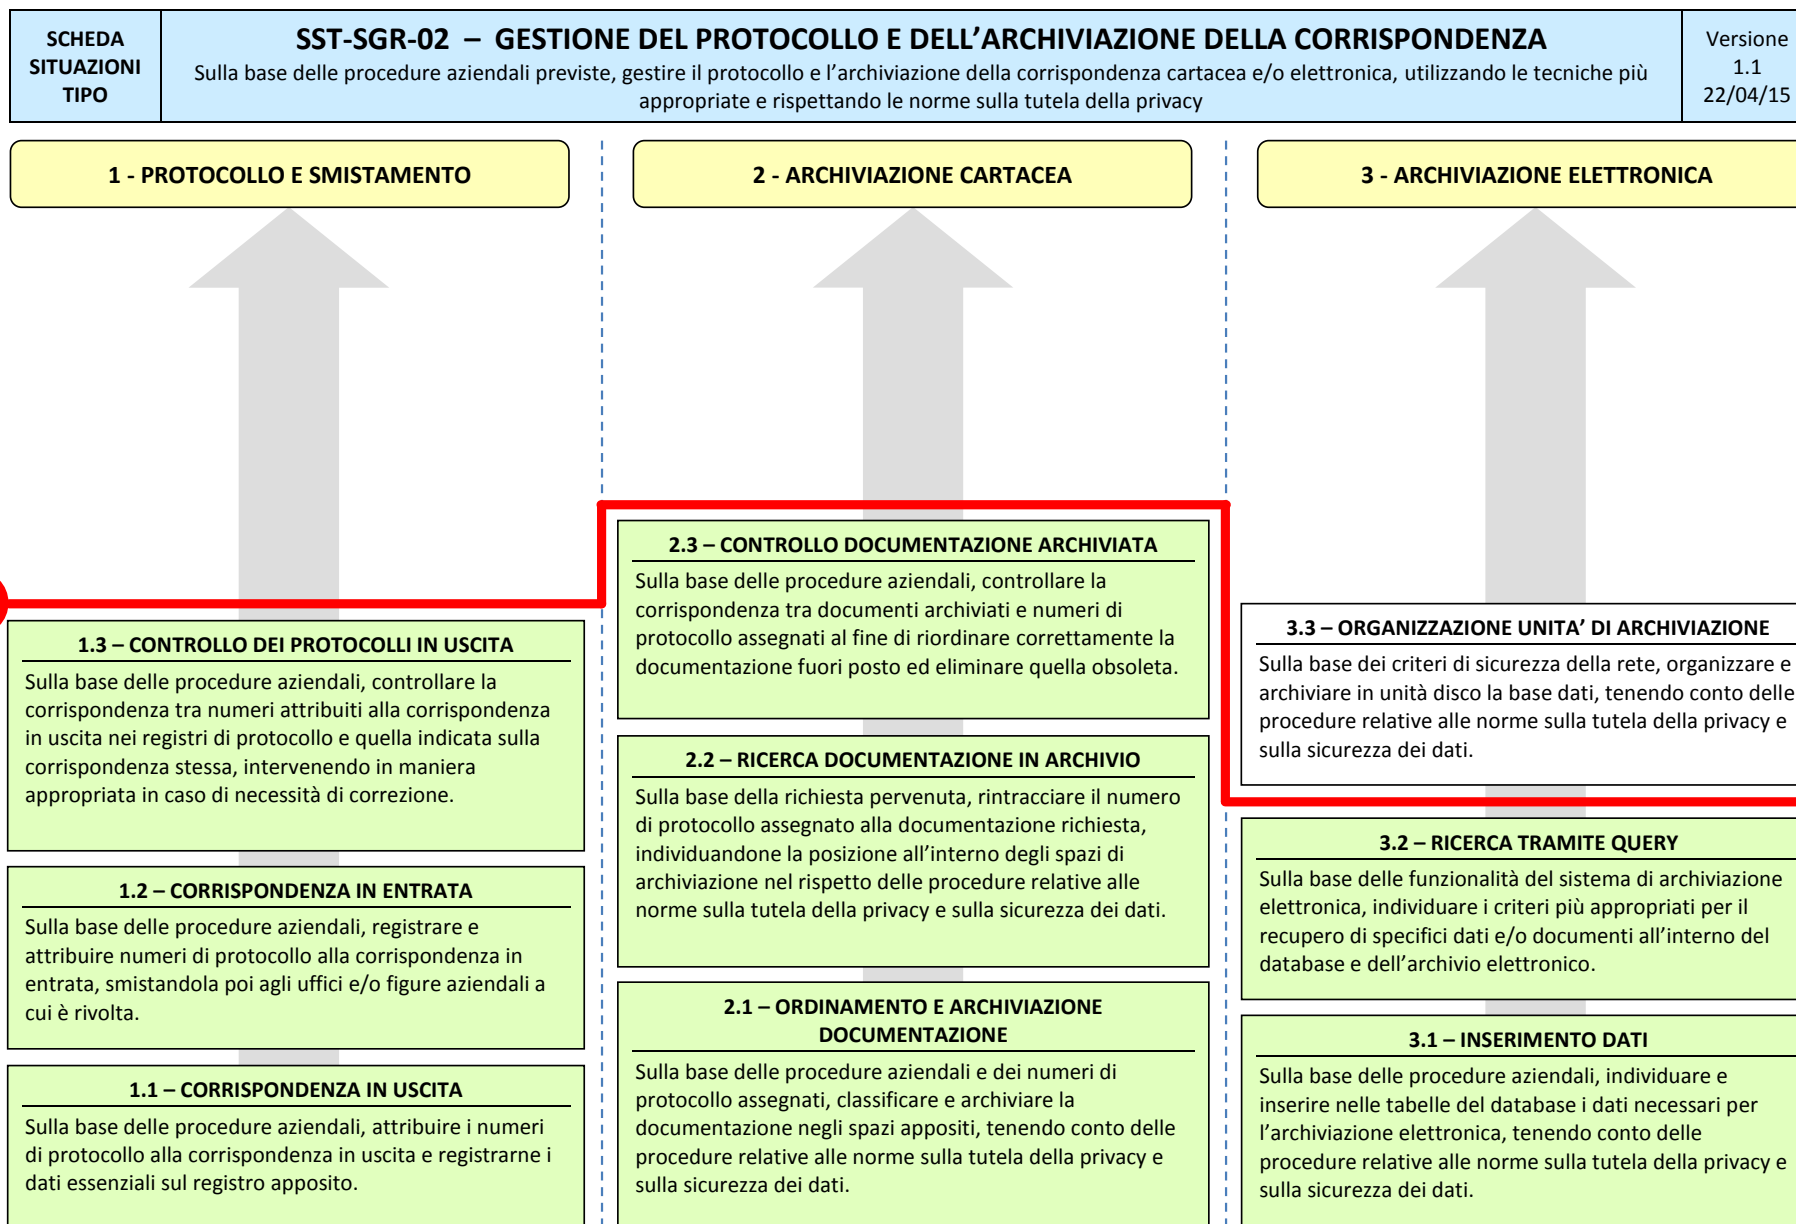 SCHEDA
SITUAZIONI
TIPO
SST-SGR-02 – GESTIONE DEL PROTOCOLLO E DELL’ARCHIVIAZIONE DELLA CORRISPONDENZA
Sulla base delle procedure aziendali previste, gestire il protocollo e l’archiviazione della corrispondenza cartacea e/o elettronica, utilizzando le tecniche più
appropriate e rispettando le norme sulla tutela della privacy
Versione
1.1
22/04/15
1 - PROTOCOLLO E SMISTAMENTO
1.3 – CONTROLLO DEI PROTOCOLLI IN USCITA
Sulla base delle procedure aziendali, controllare la
corrispondenza tra numeri attribuiti alla corrispondenza
in uscita nei registri di protocollo e quella indicata sulla
corrispondenza stessa, intervenendo in maniera
appropriata in caso di necessità di correzione.
1.2 – CORRISPONDENZA IN ENTRATA
Sulla base delle procedure aziendali, registrare e
attribuire numeri di protocollo alla corrispondenza in
entrata, smistandola poi agli uffici e/o figure aziendali a
cui è rivolta.
1.1 – CORRISPONDENZA IN USCITA
Sulla base delle procedure aziendali, attribuire i numeri
di protocollo alla corrispondenza in uscita e registrarne i
dati essenziali sul registro apposito.
2 - ARCHIVIAZIONE CARTACEA
2.3 – CONTROLLO DOCUMENTAZIONE ARCHIVIATA
Sulla base delle procedure aziendali, controllare la
corrispondenza tra documenti archiviati e numeri di
protocollo assegnati al fine di riordinare correttamente la
documentazione fuori posto ed eliminare quella obsoleta.
2.2 – RICERCA DOCUMENTAZIONE IN ARCHIVIO
Sulla base della richiesta pervenuta, rintracciare il numero
di protocollo assegnato alla documentazione richiesta,
individuandone la posizione all’interno degli spazi di
archiviazione nel rispetto delle procedure relative alle
norme sulla tutela della privacy e sulla sicurezza dei dati.
2.1 – ORDINAMENTO E ARCHIVIAZIONE
DOCUMENTAZIONE
Sulla base delle procedure aziendali e dei numeri di
protocollo assegnati, classificare e archiviare la
documentazione negli spazi appositi, tenendo conto delle
procedure relative alle norme sulla tutela della privacy e
sulla sicurezza dei dati.
3 - ARCHIVIAZIONE ELETTRONICA
3.3 – ORGANIZZAZIONE UNITA’ DI ARCHIVIAZIONE
Sulla base dei criteri di sicurezza della rete, organizzare e
archiviare in unità disco la base dati, tenendo conto delle
procedure relative alle norme sulla tutela della privacy e
sulla sicurezza dei dati.
3.2 – RICERCA TRAMITE QUERY
Sulla base delle funzionalità del sistema di archiviazione
elettronica, individuare i criteri più appropriati per il
recupero di specifici dati e/o documenti all’interno del
database e dell’archivio elettronico.
3.1 – INSERIMENTO DATI
Sulla base delle procedure aziendali, individuare e
inserire nelle tabelle del database i dati necessari per
l’archiviazione elettronica, tenendo conto delle
procedure relative alle norme sulla tutela della privacy e
sulla sicurezza dei dati.